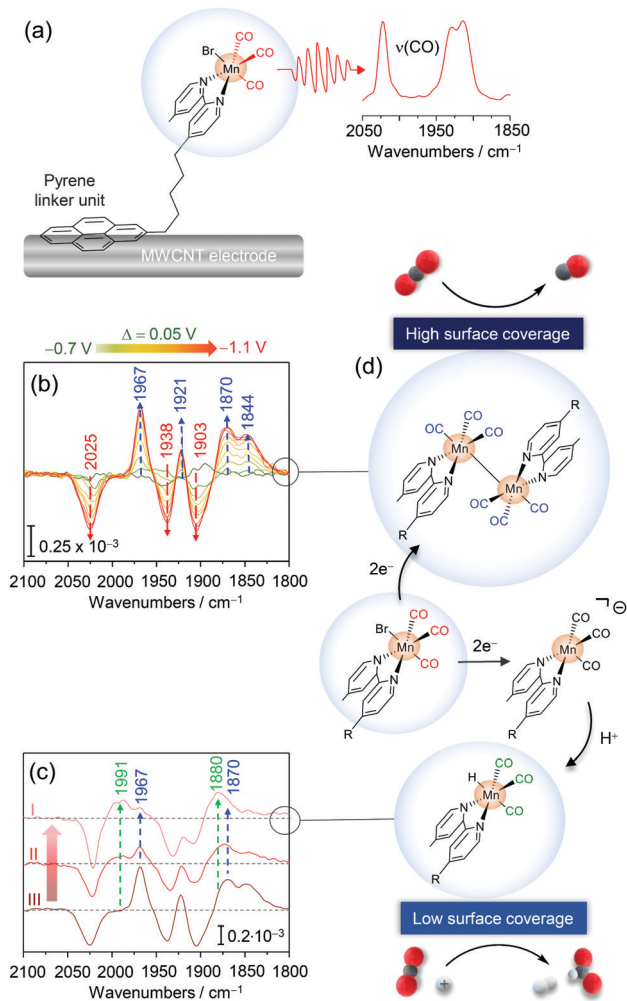 (a)
Br
CO
CO
Mn
CO
N
N
ν(CO)
2050
1950
1850
Wavenumbers / cm⁻¹
Pyrene
linker unit
MWCNT electrode
High surface coverage
Δ = 0.05 V
−0.7 V
−1.1 V
(b)
2025
1967
1938
1921
1903
1870
1844
0.25 x 10⁻³
2100 2050 2000 1950 1900 1850 1800
Wavenumbers / cm⁻¹
(d)
CO
OC
CO
Mn
N
N
R
R
N
N
Mn
OC
CO
OC
2e⁻
CO
Br
CO
Mn
CO
N
N
R
2e⁻
⊖
CO
CO
Mn
CO
N
N
R
H⁺
(c)
1991
1967
1880
1870
I
II
III
0.2·10⁻³
2100 2050 2000 1950 1900 1850 1800
Wavenumbers / cm⁻¹
CO
H
CO
Mn
CO
N
N
R
Low surface coverage
+